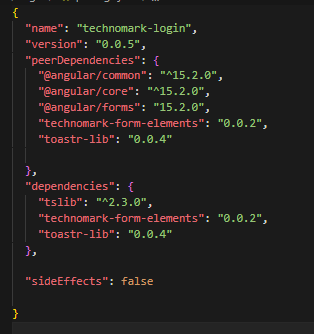 {
"name": "technomark-login",
"version": "0.0.5",
"peerDependencies": {
"@angular/common": "^15.2.0",
"@angular/core": "^15.2.0",
"@angular/forms": "15.2.0",
"technomark-form-elements": "0.0.2",
"toastr-lib": "0.0.4"
},
"dependencies": {
"tslib": "^2.3.0",
"technomark-form-elements": "0.0.2",
"toastr-lib": "0.0.4"
},
"sideEffects": false
}